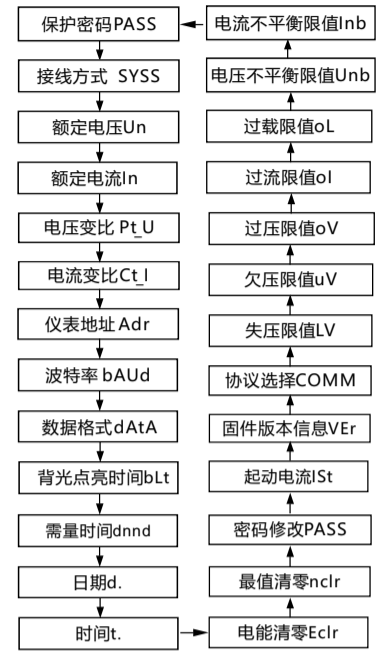 保护密码PASS
接线方式 SYSS
额定电压Un
额定电流In
电压变比 Pt_U
电流变比Ct_I
仪表地址 Adr
波特率 bAUd
数据格式dAtA
背光点亮时间bLt
需量时间dnnd
日期d.
时间t.
电能清零Eclr
最值清零nclr
密码修改PASS
起动电流ISt
固件版本信息VEr
协议选择COMM
失压限值LV
欠压限值uV
过压限值oV
过流限值oI
过载限值oL
电压不平衡限值Unb
电流不平衡限值Inb